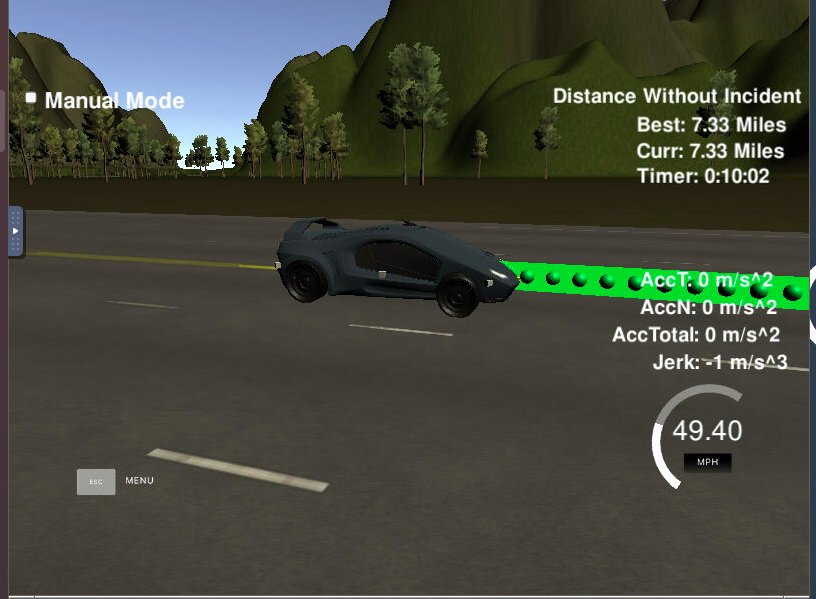 Manual Mode
Distance Without Incident
Best: 7.33 Miles
Curr: 7.33 Miles
Timer: 0:10:02
AccT: 0 m/s^2
AccN: 0 m/s^2
AccTotal: 0 m/s^2
Jerk: -1 m/s^3
49.40
MPH
ESC MENU